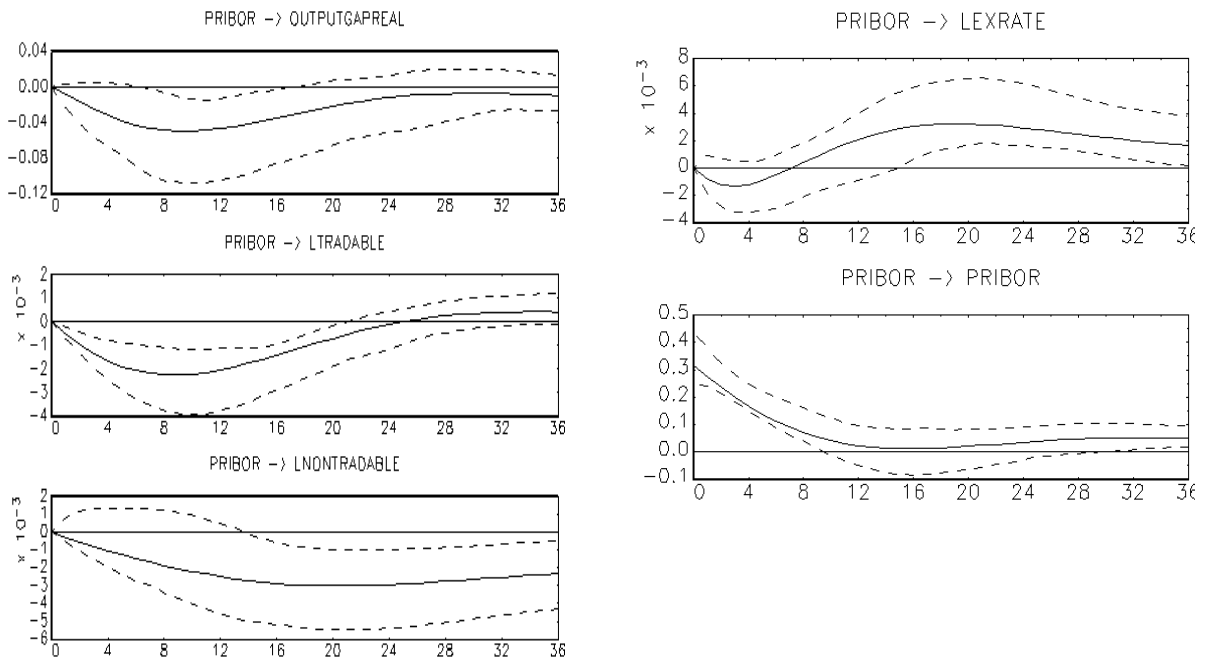 PRIBOR -> OUTPUTGAPREAL
0.04
0.00
-0.04
-0.08
-0.12
0 4 8 12 16 20 24 28 32 36
PRIBOR -> LTRADABLE
x 10⁻³
2
1
0
-1
-2
-3
-4
0 4 8 12 16 20 24 28 32 36
PRIBOR -> LNONTRADABLE
x 10⁻³
2
1
0
-1
-2
-3
-4
-5
-6
0 4 8 12 16 20 24 28 32 36
PRIBOR -> LEXRATE
x 10⁻³
8
6
4
2
0
-2
-4
0 4 8 12 16 20 24 28 32 36
PRIBOR -> PRIBOR
0.5
0.4
0.3
0.2
0.1
0.0
-0.1
0 4 8 12 16 20 24 28 32 36